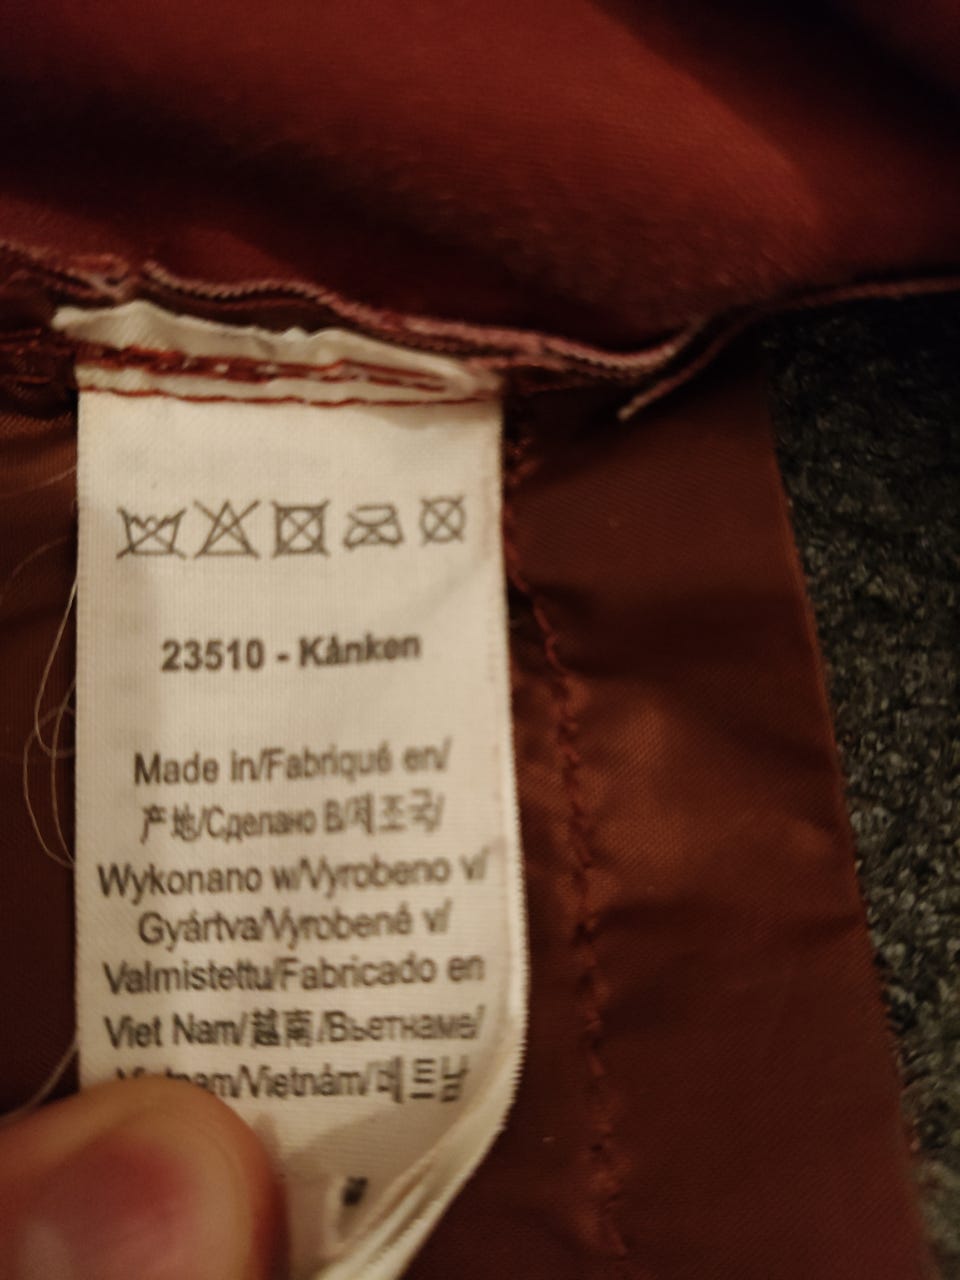 23510 - Kånken
Made in/Fabriqué en/
产地/Сделано В/제조국/
Wykonano w/Vyrobeno v/
Gyártva/Vyrobené v/
Valmistettu/Fabricado en
Viet Nam/越南/Вьетнаме/
/Vietnám/베트남